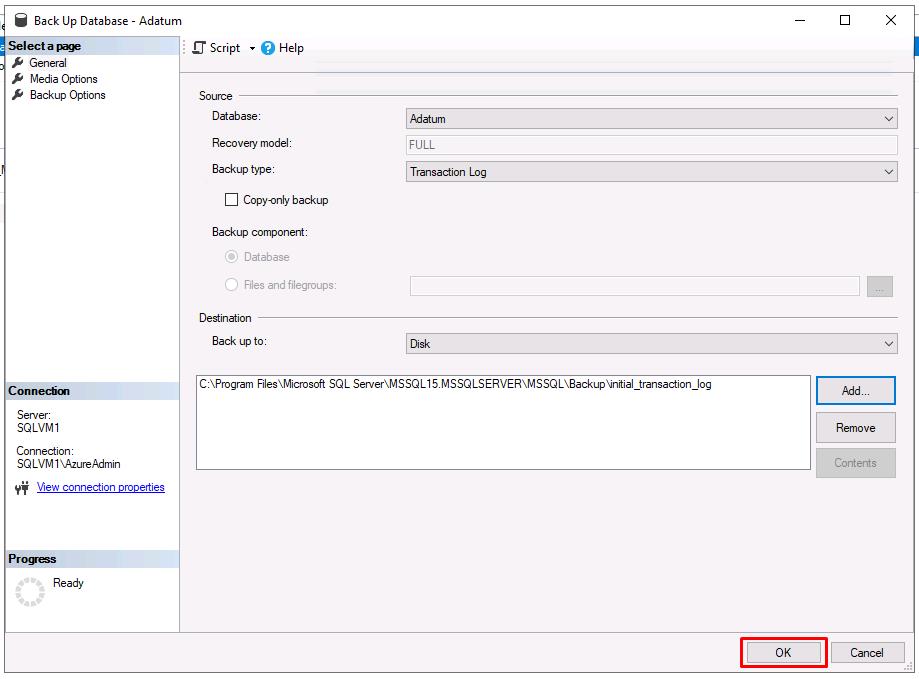 Back Up Database - Adatum
Select a page
General
Media Options
Backup Options
Script
Help
Source
Database:
Adatum
Recovery model:
FULL
Backup type:
Transaction Log
Copy-only backup
Backup component:
Database
Files and filegroups:
...
Destination
Back up to:
Disk
C:\Program Files\Microsoft SQL Server\MSSQL15.MSSQLSERVER\MSSQL\Backup\initial_transaction_log
Add...
Remove
Contents
Connection
Server:
SQLVM1
Connection:
SQLVM1\AzureAdmin
View connection properties
Progress
Ready
OK
Cancel